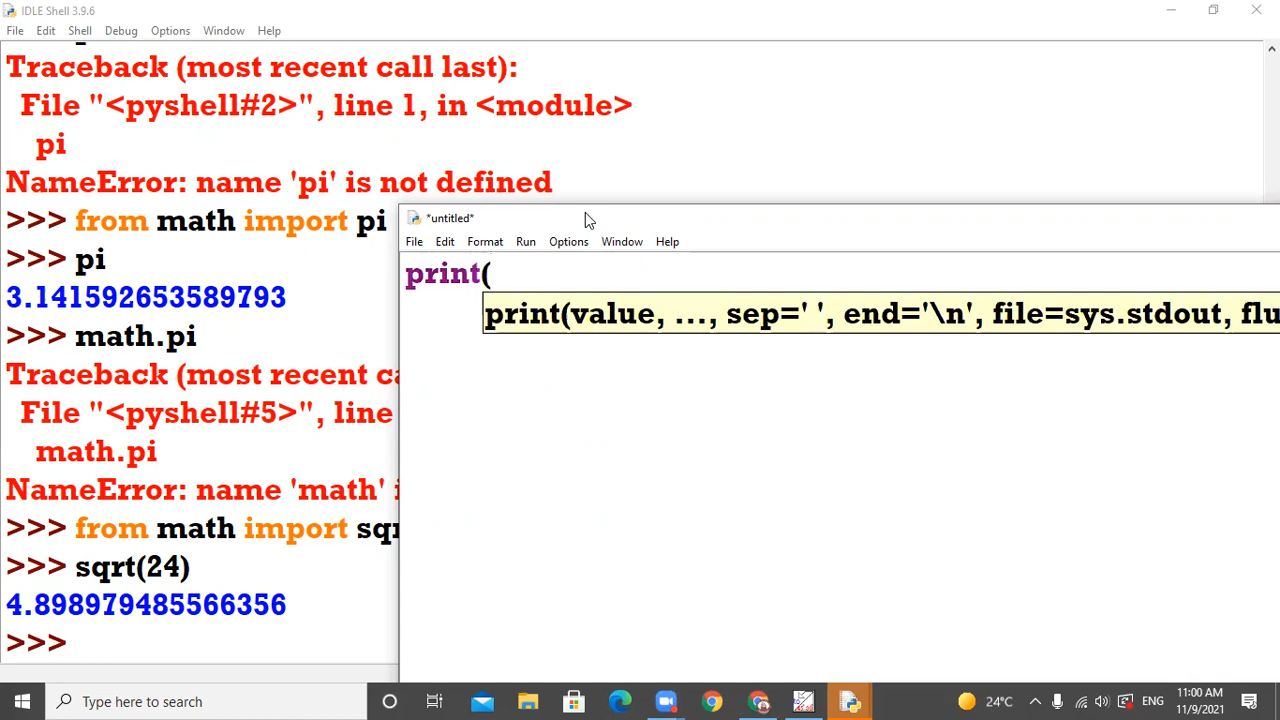 IDLE Shell 3.9.6
File Edit Shell Debug Options Window Help
Traceback (most recent call last):
File "<pyshell#2>", line 1, in <module>
pi
NameError: name 'pi' is not defined
>>> from math import pi
>>> pi
3.141592653589793
>>> math.pi
Traceback (most recent ca
File "<pyshell#5>", line
math.pi
NameError: name 'math' i
>>> from math import sqr
>>> sqrt(24)
4.898979485566356
>>>
*untitled*
File Edit Format Run Options Window Help
print(
print(value, ..., sep=' ', end='\n', file=sys.stdout, flu
Type here to search
24°C
ENG
11:00 AM
11/9/2021